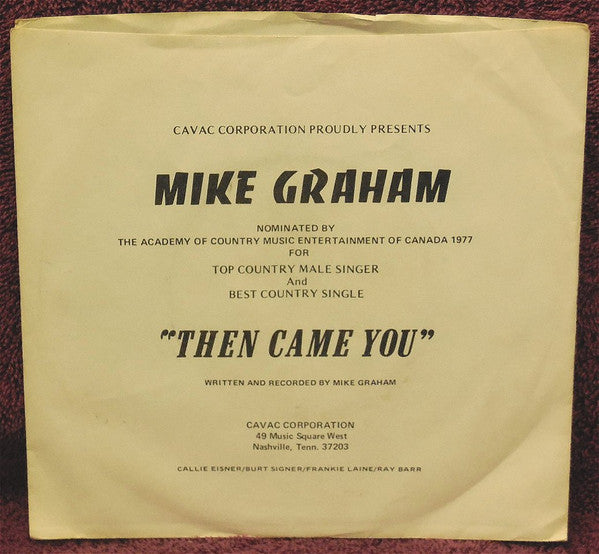 CAVAC CORPORATION PROUDLY PRESENTS
MIKE GRAHAM
NOMINATED BY
THE ACADEMY OF COUNTRY MUSIC ENTERTAINMENT OF CANADA 1977
FOR
TOP COUNTRY MALE SINGER
And
BEST COUNTRY SINGLE
"THEN CAME YOU"
WRITTEN AND RECORDED BY MIKE GRAHAM
CAVAC CORPORATION
49 Music Square West
Nashville, Tenn. 37203
CALLIE EISNER/BURT SIGNER/FRANKIE LAINE/RAY BARR